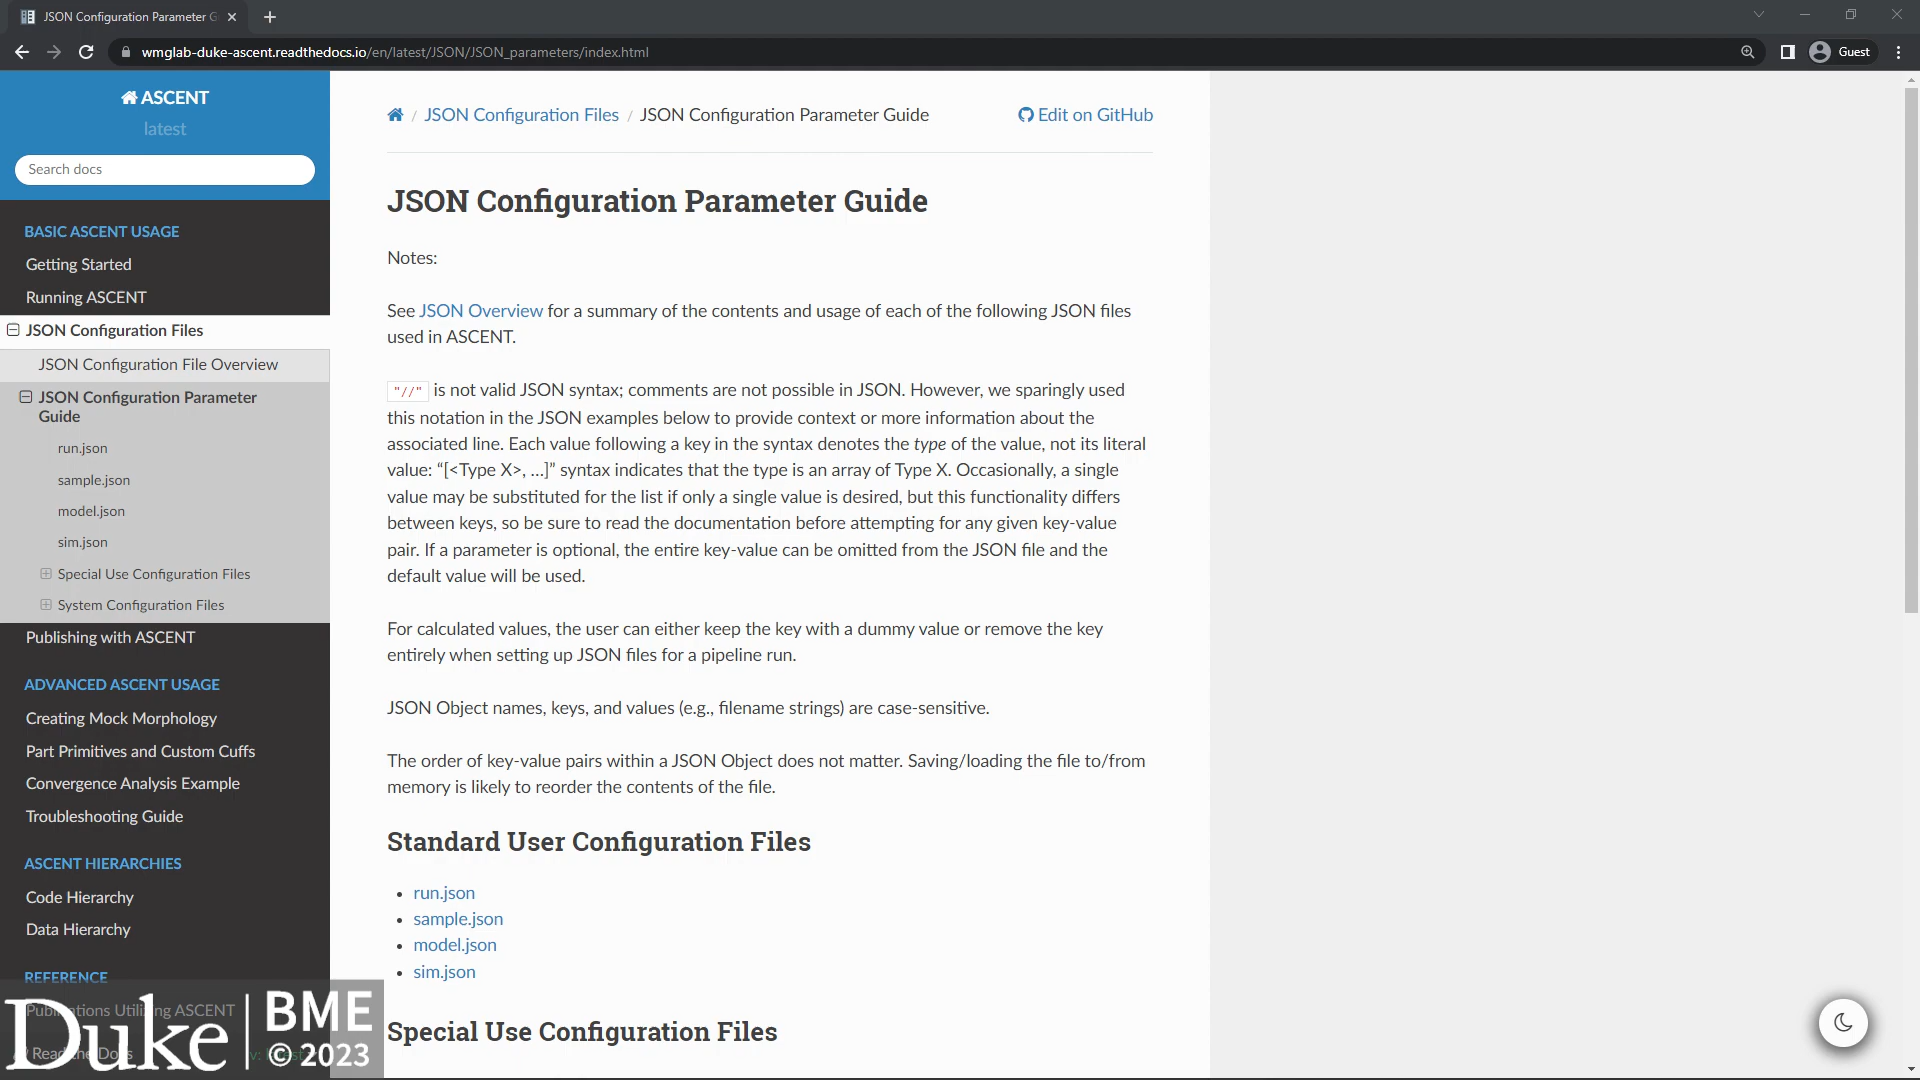 JSON Configuration Parameter G
wmglab-duke-ascent.readthedocs.io/en/latest/JSON/JSON_parameters/index.html
Guest
ASCENT
latest
Search docs
BASIC ASCENT USAGE
Getting Started
Running ASCENT
JSON Configuration Files
JSON Configuration File Overview
JSON Configuration Parameter
Guide
run.json
sample.json
model.json
sim.json
Special Use Configuration Files
System Configuration Files
Publishing with ASCENT
ADVANCED ASCENT USAGE
Creating Mock Morphology
Part Primitives and Custom Cuffs
Convergence Analysis Example
Troubleshooting Guide
ASCENT HIERARCHIES
Code Hierarchy
Data Hierarchy
REFERENCE
Publications Utilizing ASCENT
Read the Docs
v: latest
Duke
BME
© 2023
/ JSON Configuration Files / JSON Configuration Parameter Guide
Edit on GitHub
JSON Configuration Parameter Guide
Notes:
See JSON Overview for a summary of the contents and usage of each of the following JSON files
used in ASCENT.
"//" is not valid JSON syntax; comments are not possible in JSON. However, we sparingly used
this notation in the JSON examples below to provide context or more information about the
associated line. Each value following a key in the syntax denotes the type of the value, not its literal
value: “[<Type X>, …]” syntax indicates that the type is an array of Type X. Occasionally, a single
value may be substituted for the list if only a single value is desired, but this functionality differs
between keys, so be sure to read the documentation before attempting for any given key-value
pair. If a parameter is optional, the entire key-value can be omitted from the JSON file and the
default value will be used.
For calculated values, the user can either keep the key with a dummy value or remove the key
entirely when setting up JSON files for a pipeline run.
JSON Object names, keys, and values (e.g., filename strings) are case-sensitive.
The order of key-value pairs within a JSON Object does not matter. Saving/loading the file to/from
memory is likely to reorder the contents of the file.
Standard User Configuration Files
• run.json
• sample.json
• model.json
• sim.json
Special Use Configuration Files